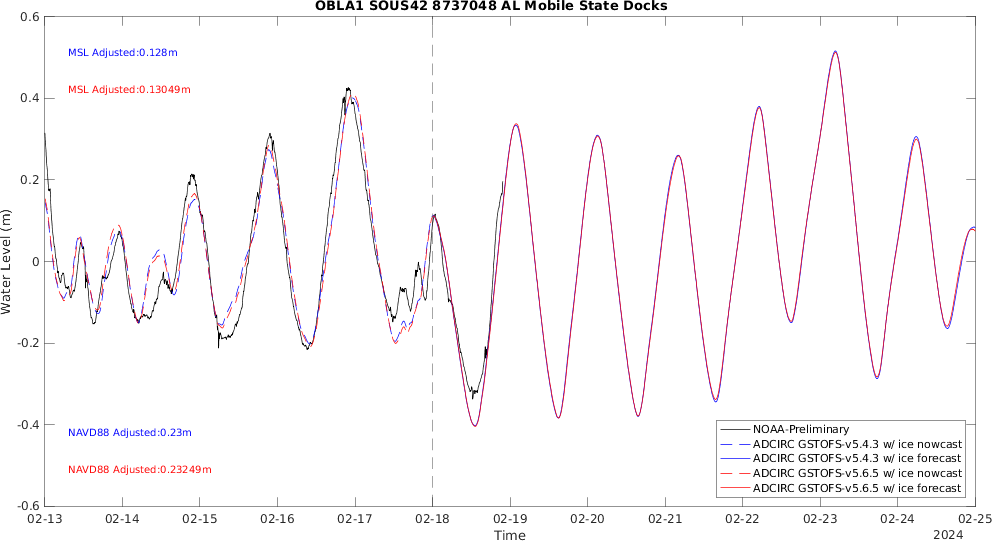 OBLA1 SOUS42 8737048 AL Mobile State Docks
0.6
MSL Adjusted:0.128m
MSL Adjusted:0.13049m
0.4
0.2
Water Level (m)
0
-0.2
-0.4
NAVD88 Adjusted:0.23m
NAVD88 Adjusted:0.23249m
NOAA-Preliminary
ADCIRC GSTOFS-v5.4.3 w/ ice nowcast
ADCIRC GSTOFS-v5.4.3 w/ ice forecast
ADCIRC GSTOFS-v5.6.5 w/ ice nowcast
ADCIRC GSTOFS-v5.6.5 w/ ice forecast
-0.6
02-13 02-14 02-15 02-16 02-17 02-18 02-19 02-20 02-21 02-22 02-23 02-24 02-25
Time
2024